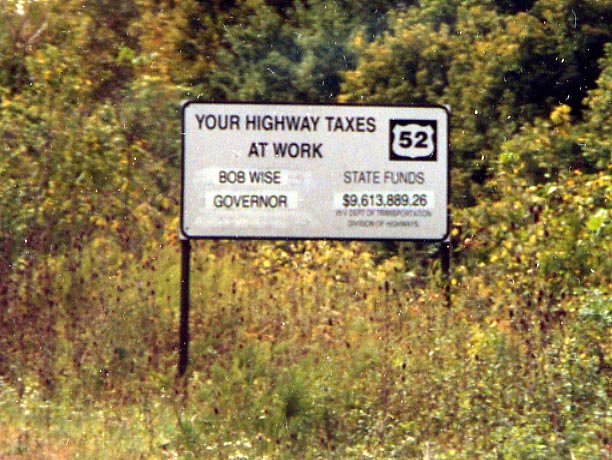 YOUR HIGHWAY TAXES
AT WORK
52
BOB WISE
GOVERNOR
STATE FUNDS
$9,613,889.26
W.V. DEPT OF TRANSPORTATION
DIVISION OF HIGHWAYS